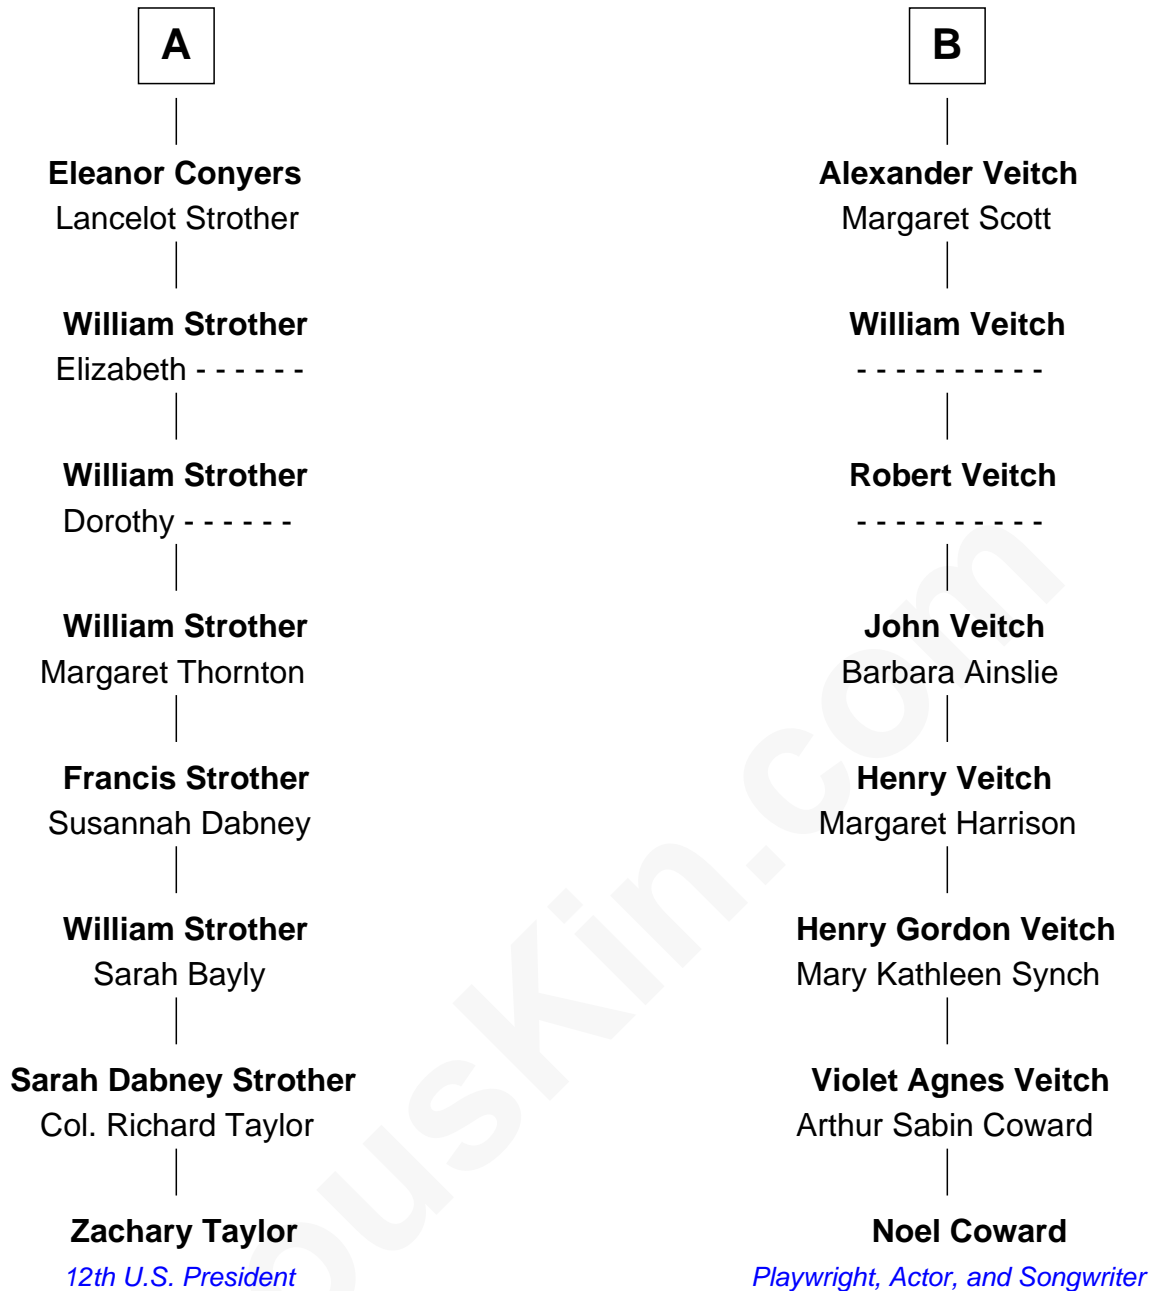 A
Eleanor Conyers
Lancelot Strother
William Strother
Elizabeth - - - - - -
William Strother
Dorothy - - - - - -
William Strother
Margaret Thornton
Francis Strother
Susannah Dabney
William Strother
Sarah Bayly
Sarah Dabney Strother
Col. Richard Taylor
Zachary Taylor
12th U.S. President
B
Alexander Veitch
Margaret Scott
William Veitch
- - - - - - - - - -
Robert Veitch
- - - - - - - - - -
John Veitch
Barbara Ainslie
Henry Veitch
Margaret Harrison
Henry Gordon Veitch
Mary Kathleen Synch
Violet Agnes Veitch
Arthur Sabin Coward
Noel Coward
Playwright, Actor, and Songwriter
ouskin.com